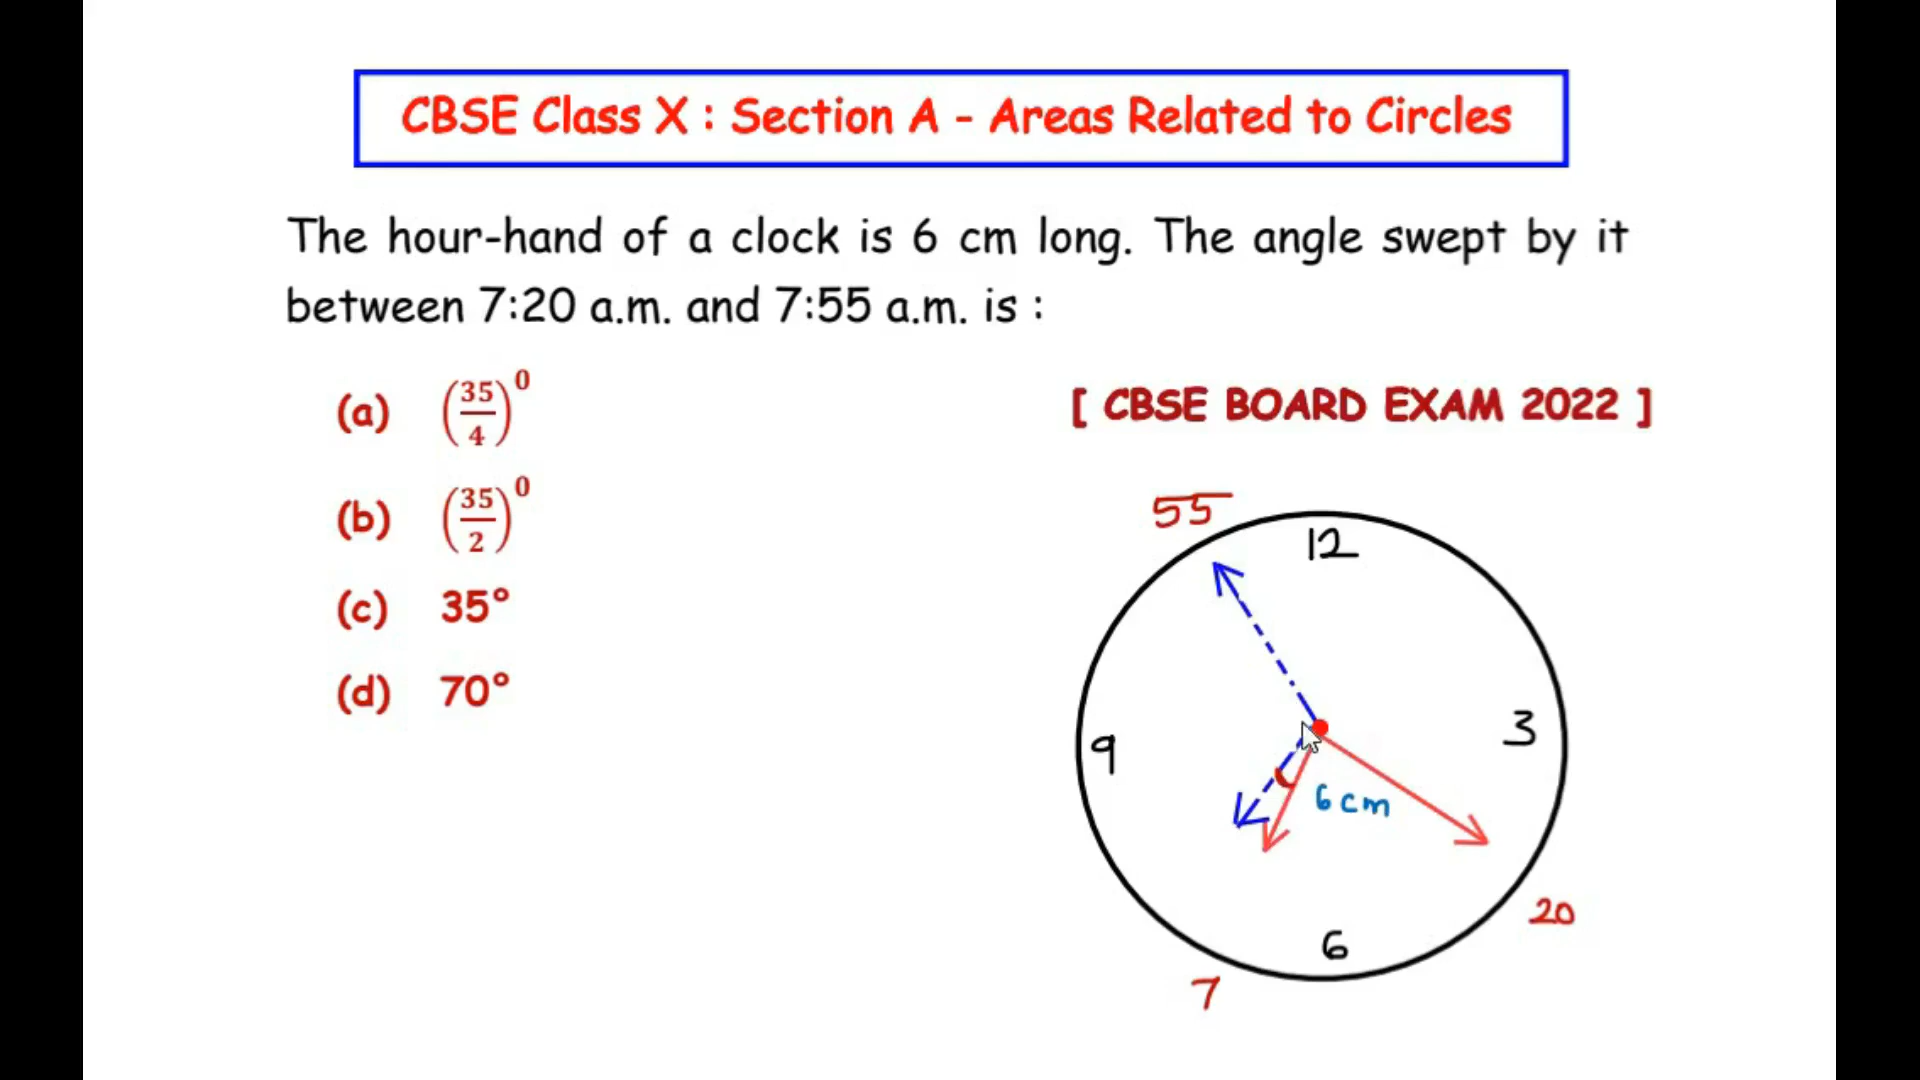 CBSE Class X : Section A - Areas Related to Circles
The hour-hand of a clock is 6 cm long. The angle swept by it
between 7:20 a.m. and 7:55 a.m. is :
(a) (35/4)⁰
[ CBSE BOARD EXAM 2022 ]
(b) (35/2)⁰
(c) 35°
(d) 70°
55
12
9
3
6 cm
20
6
7